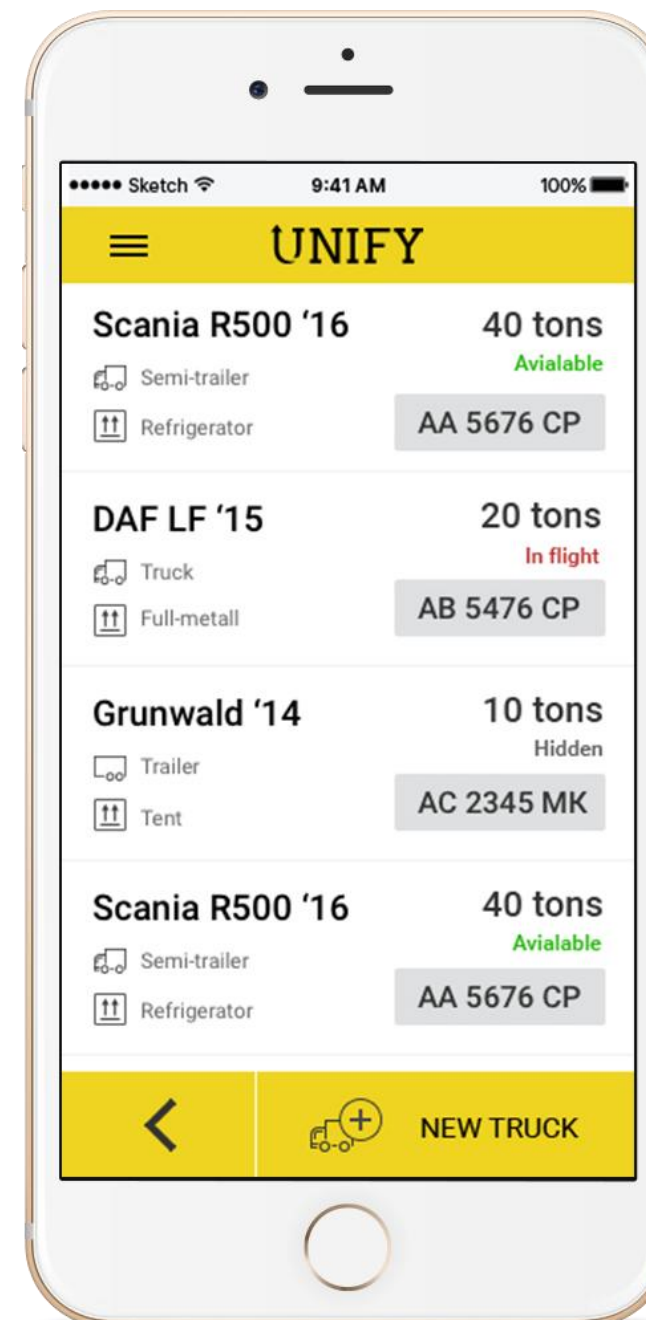 Sketch 9:41 AM 100%
UNIFY
Scania R500 ‘16 40 tons
Avialable
Semi-trailer
Refrigerator AA 5676 CP
DAF LF ‘15 20 tons
In flight
Truck
Full-metall AB 5476 CP
Grunwald ‘14 10 tons
Hidden
Trailer
Tent AC 2345 MK
Scania R500 ‘16 40 tons
Avialable
Semi-trailer
Refrigerator AA 5676 CP
NEW TRUCK